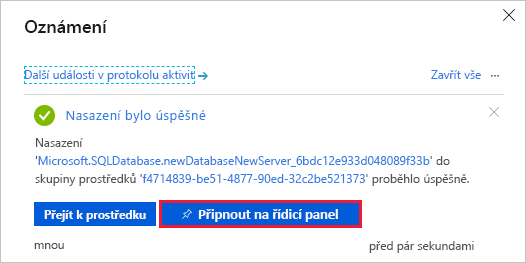 Oznámení
Další události v protokolu aktivit →
Zavřít vše ···
Nasazení bylo úspěšné
Nasazení
'Microsoft.SQLDatabase.newDatabaseNewServer_6bdc12e933d048089f33b' do
skupiny prostředků 'f4714839-be51-4877-90ed-32c2be521373' proběhlo úspěšně.
Přejít k prostředku
Připnout na řídicí panel
mnou
před pár sekundami